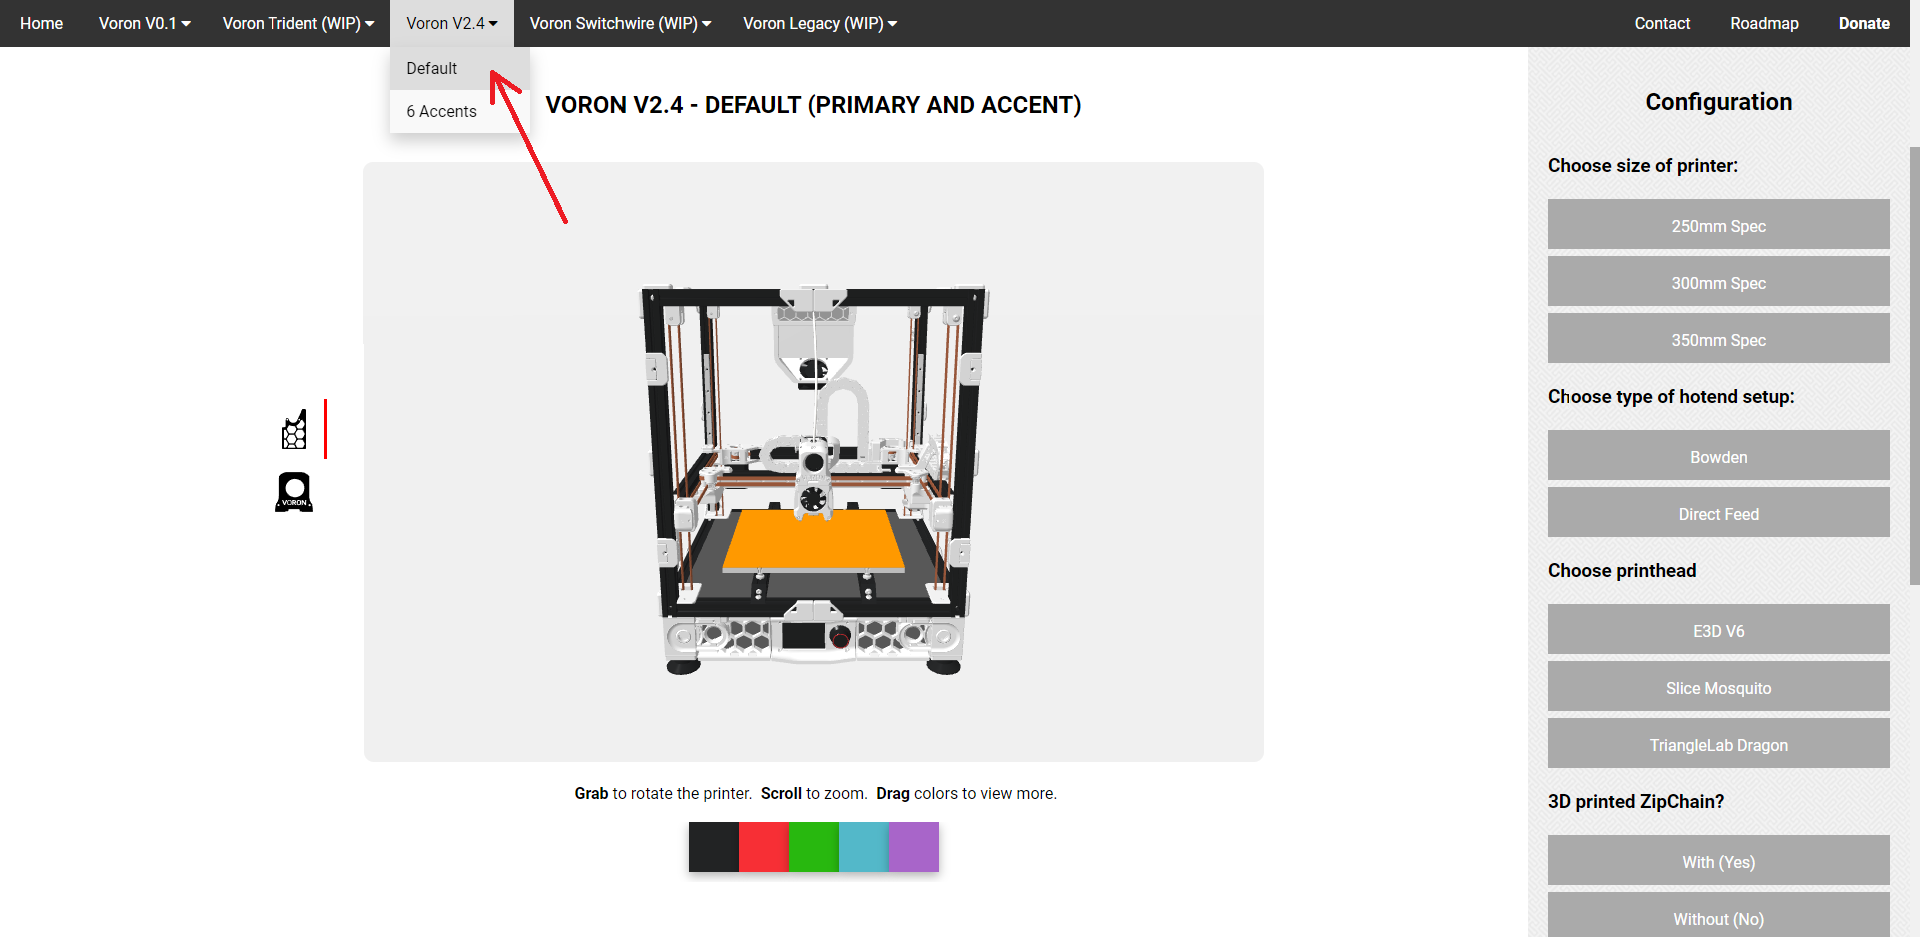 Home
Voron V0.1
Voron Trident (WIP)
Voron V2.4
Voron Switchwire (WIP)
Voron Legacy (WIP)
Contact
Roadmap
Donate
Default
6 Accents
VORON V2.4 - DEFAULT (PRIMARY AND ACCENT)
VORON
Grab to rotate the printer. Scroll to zoom. Drag colors to view more.
Configuration
Choose size of printer:
250mm Spec
300mm Spec
350mm Spec
Choose type of hotend setup:
Bowden
Direct Feed
Choose printhead
E3D V6
Slice Mosquito
TriangleLab Dragon
3D printed ZipChain?
With (Yes)
Without (No)